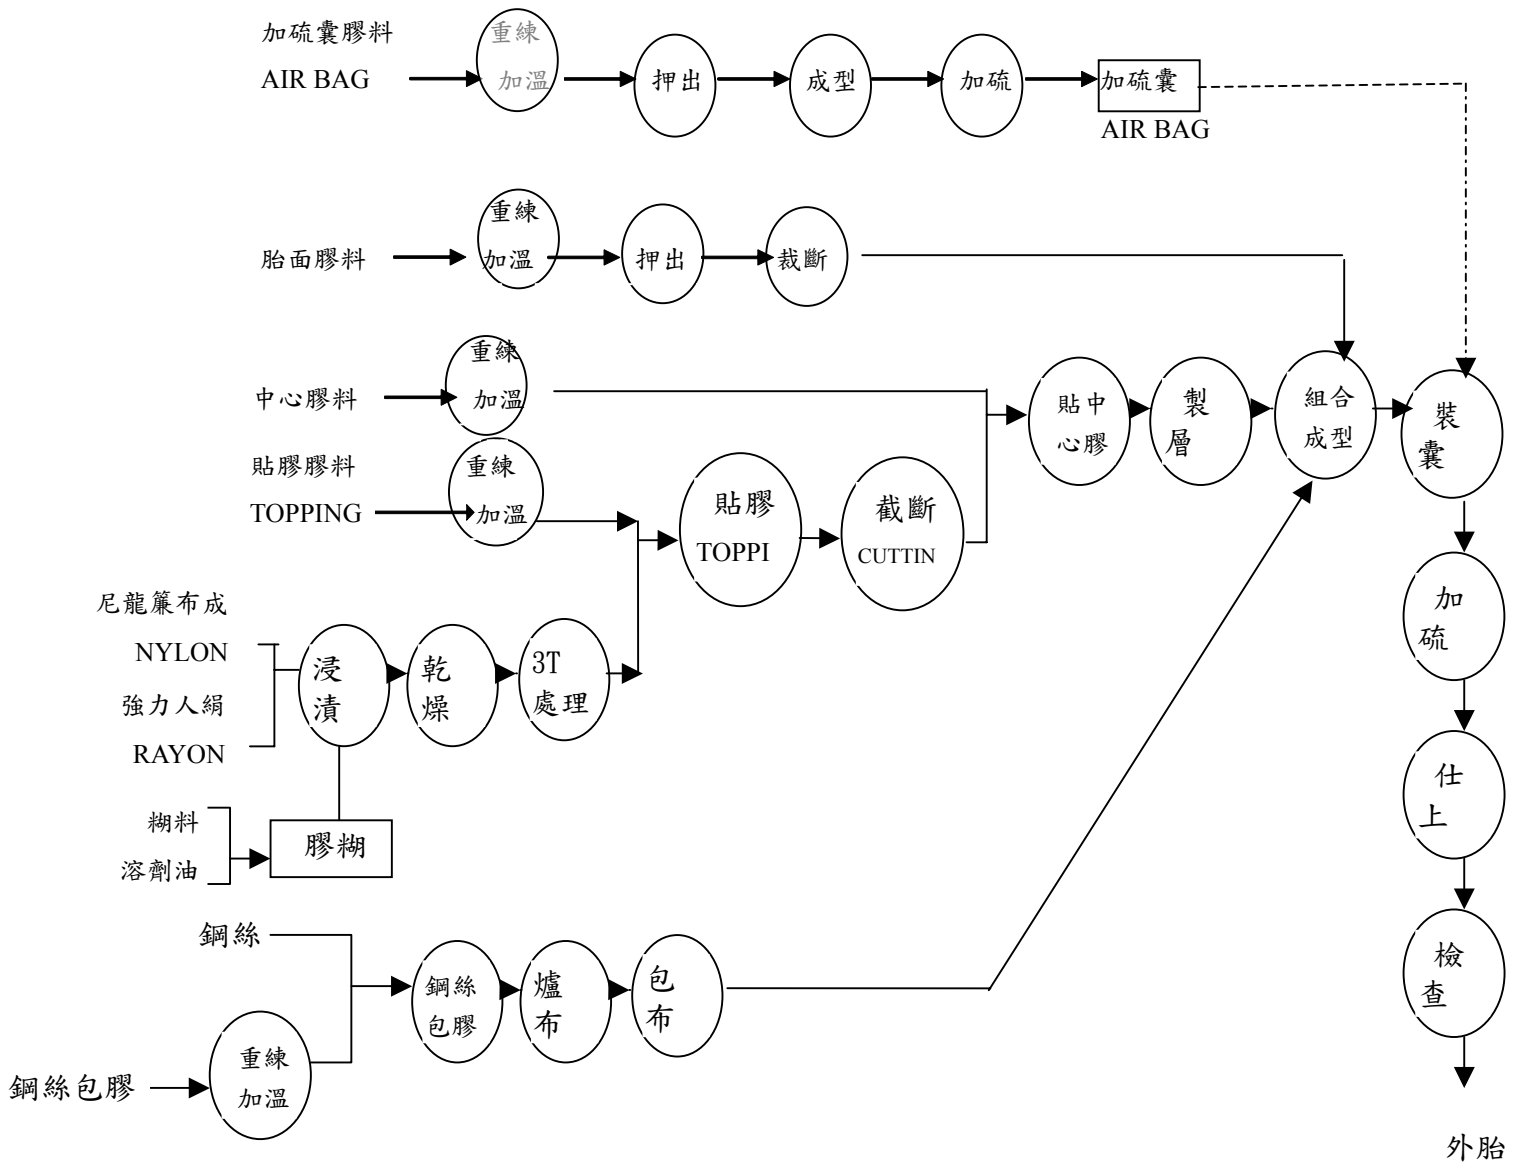 加硫囊膠料
AIR BAG
重練
加溫
押出
成型
加硫
加硫囊
AIR BAG
胎面膠料
重練
加溫
押出
裁斷
中心膠料
重練
加溫
貼中
心膠
製
層
組合
成型
裝
囊
貼膠膠料
TOPPING
重練
加溫
貼膠
TOPPI
截斷
CUTTIN
尼龍簾布成
NYLON
強力人絹
RAYON
浸
漬
乾
燥
3T
處理
加
硫
糊料
溶劑油
膠糊
仕
上
鋼絲
鋼絲
包膠
爐
布
包
布
檢
查
鋼絲包膠
重練
加溫
外胎